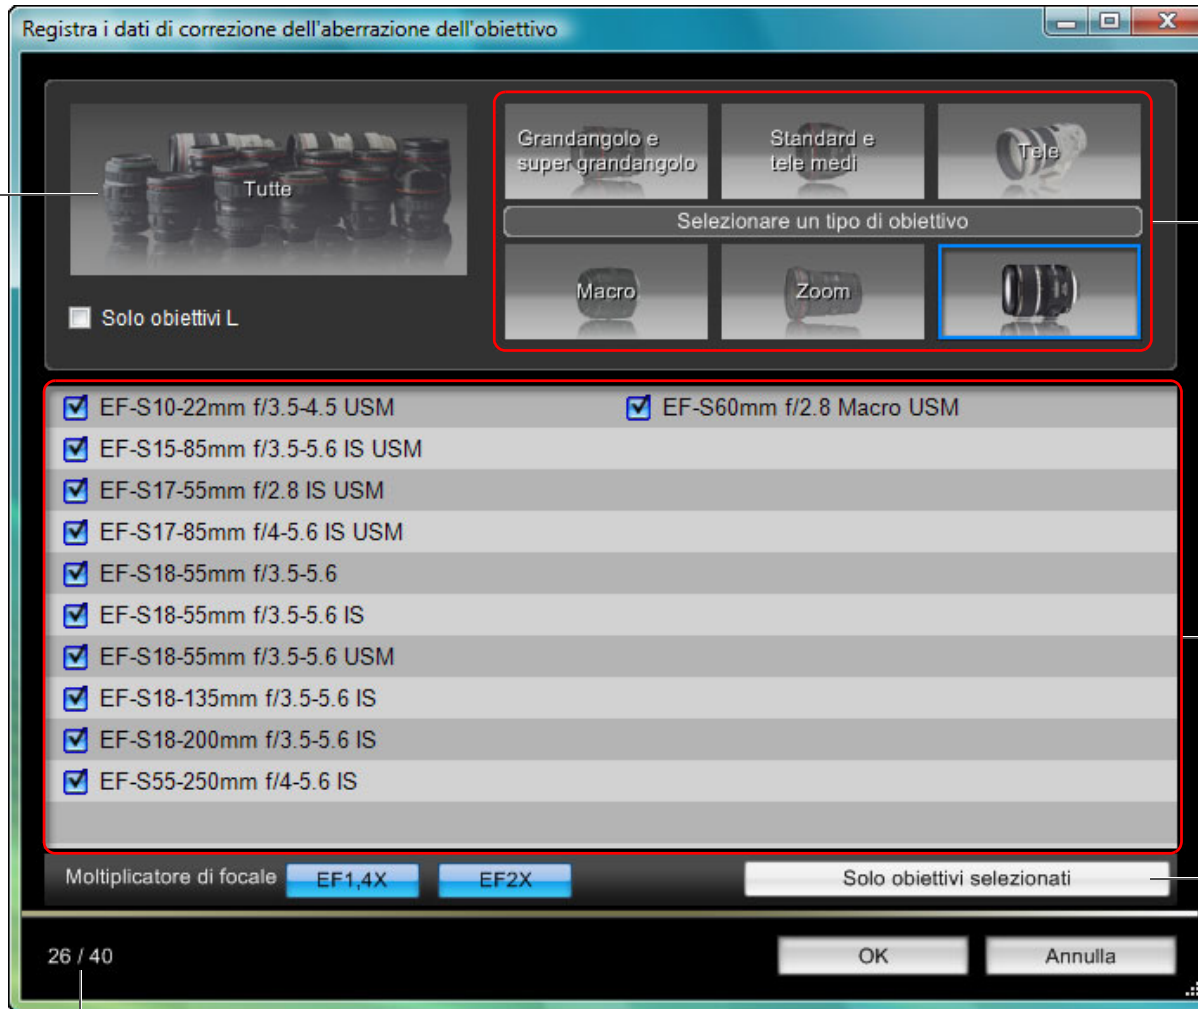 Registra i dati di correzione dell'aberrazione dell'obiettivo
Tutte
Grandangolo e
super grandangolo
Standard e
tele medi
Tele
Selezionare un tipo di obiettivo
Macro
Zoom
Solo obiettivi L
EF-S10-22mm f/3.5-4.5 USM
EF-S60mm f/2.8 Macro USM
EF-S15-85mm f/3.5-5.6 IS USM
EF-S17-55mm f/2.8 IS USM
EF-S17-85mm f/4-5.6 IS USM
EF-S18-55mm f/3.5-5.6
EF-S18-55mm f/3.5-5.6 IS
EF-S18-55mm f/3.5-5.6 USM
EF-S18-135mm f/3.5-5.6 IS
EF-S18-200mm f/3.5-5.6 IS
EF-S55-250mm f/4-5.6 IS
Moltiplicatore di focale
EF1,4X
EF2X
Solo obiettivi selezionati
26 / 40
OK
Annulla